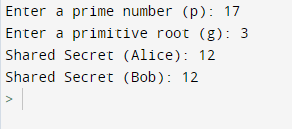 Enter a prime number (p): 17
Enter a primitive root (g): 3
Shared Secret (Alice): 12
Shared Secret (Bob): 12
>